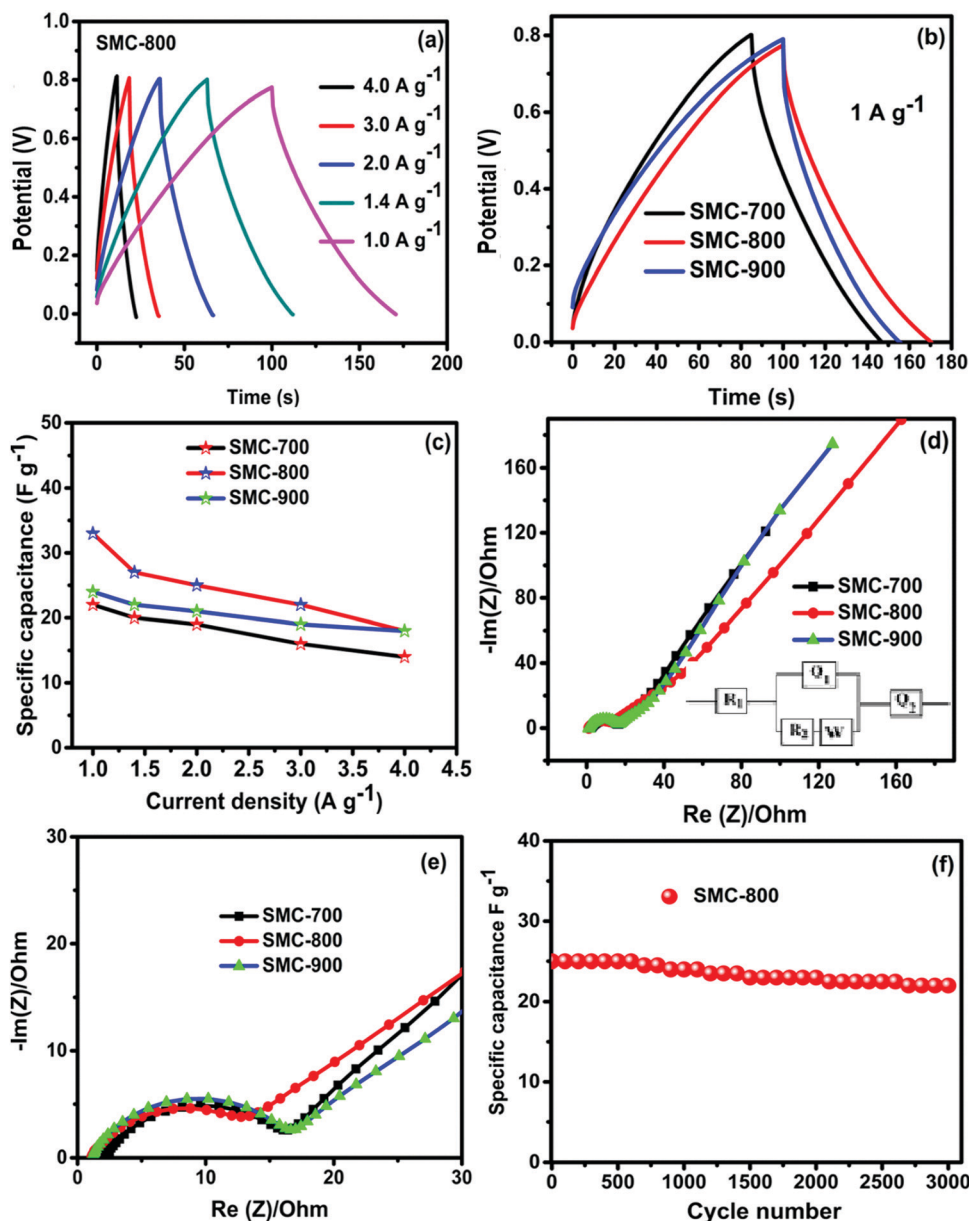 (a)
SMC-800
4.0 A g⁻¹
3.0 A g⁻¹
2.0 A g⁻¹
1.4 A g⁻¹
1.0 A g⁻¹
Potential (V)
1.0
0.8
0.6
0.4
0.2
0.0
0 50 100 150 200
Time (s)
(b)
1 A g⁻¹
SMC-700
SMC-800
SMC-900
Potential (V)
0.8
0.4
0.0
0 20 40 60 80 100 120 140 160 180
Time (s)
(c)
SMC-700
SMC-800
SMC-900
Specific capacitance (F g⁻¹)
50
40
30
20
10
0
1.0 1.5 2.0 2.5 3.0 3.5 4.0 4.5
Current density (A g⁻¹)
(d)
SMC-700
SMC-800
SMC-900
-Im(Z)/Ohm
160
120
80
40
0
R₁
Q₁
R₂ W
Q₂
0 40 80 120 160
Re (Z)/Ohm
(e)
SMC-700
SMC-800
SMC-900
-Im(Z)/Ohm
30
20
10
0
0 5 10 15 20 25 30
Re (Z)/Ohm
(f)
SMC-800
Specific capacitance F g⁻¹
40
30
20
10
0
0 500 1000 1500 2000 2500 3000
Cycle number